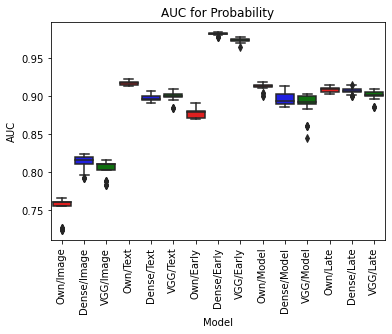 AUC for Probability
AUC
0.95
0.90
0.85
0.80
0.75
Own/Image
Dense/Image
VGG/Image
Own/Text
Dense/Text
VGG/Text
Own/Early
Dense/Early
VGG/Early
Own/Model
Dense/Model
VGG/Model
Own/Late
Dense/Late
VGG/Late
Model